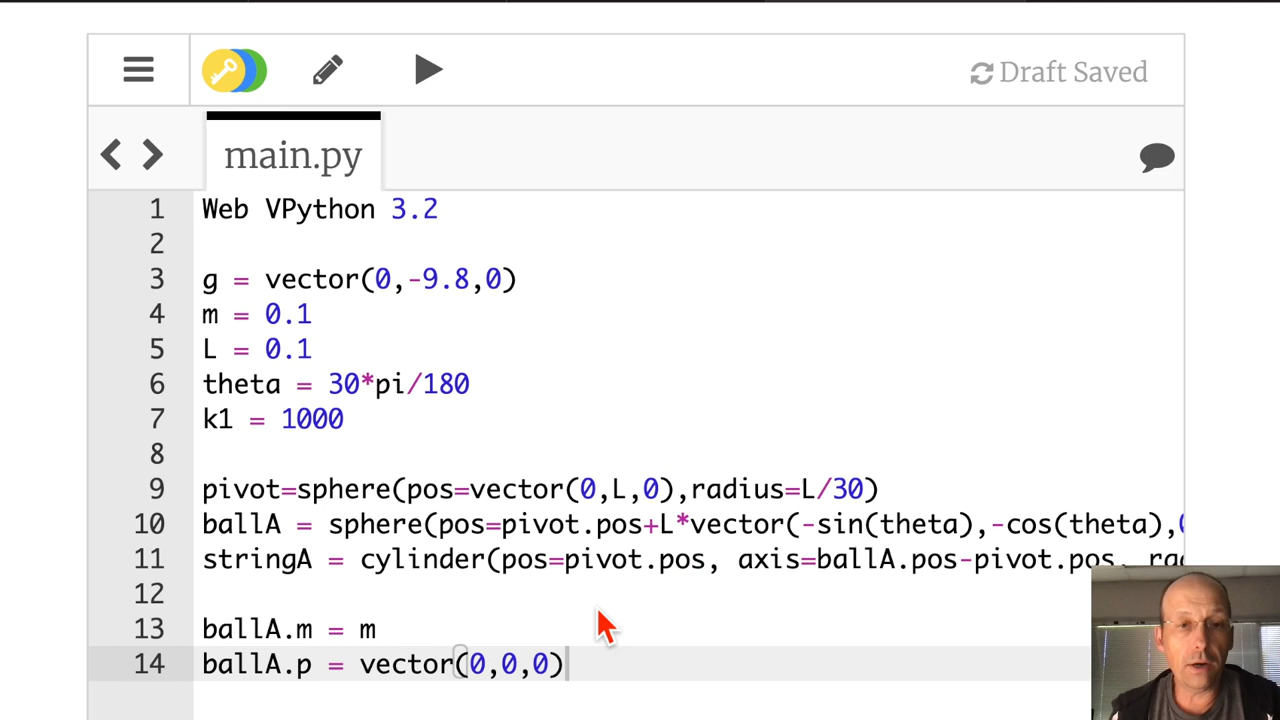 Draft Saved
main.py
1 Web VPython 3.2
2
3 g = vector(0,-9.8,0)
4 m = 0.1
5 L = 0.1
6 theta = 30*pi/180
7 k1 = 1000
8
9 pivot=sphere(pos=vector(0,L,0),radius=L/30)
10 ballA = sphere(pos=pivot.pos+L*vector(-sin(theta),-cos(theta),
11 stringA = cylinder(pos=pivot.pos, axis=ballA.pos-pivot.pos,
12
13 ballA.m = m
14 ballA.p = vector(0,0,0)